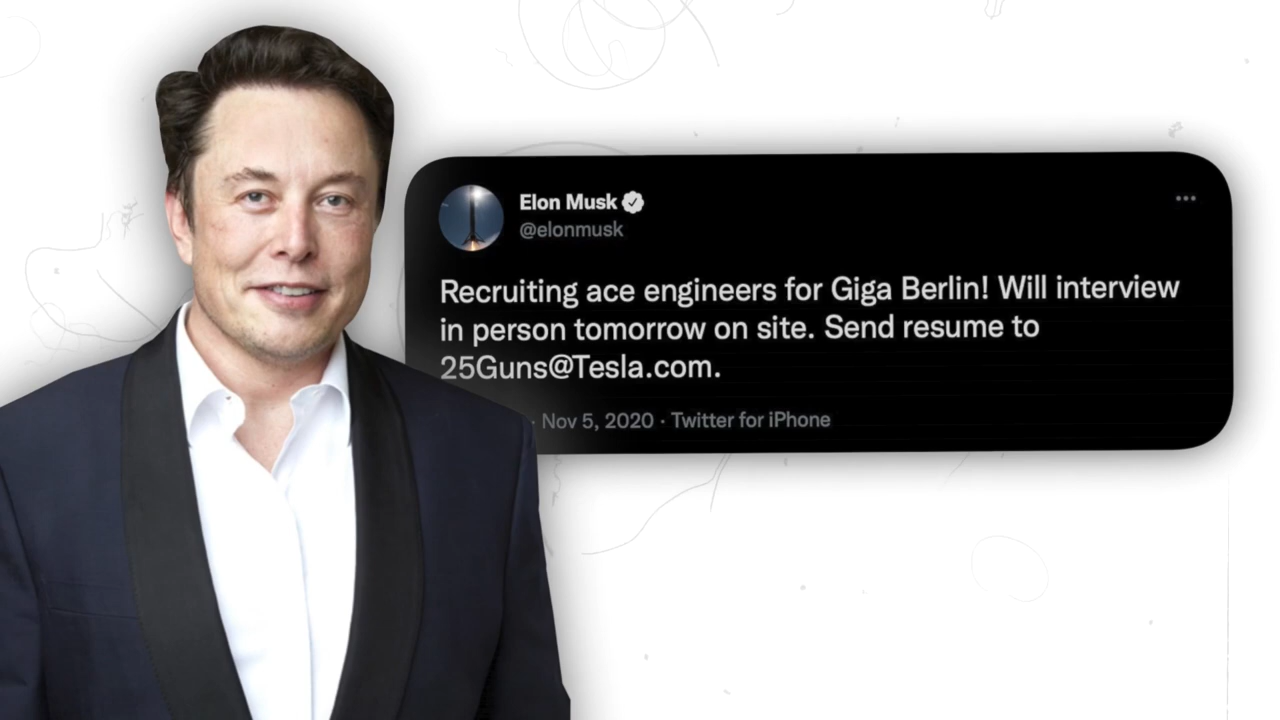 Elon Musk
@elonmusk
Recruiting ace engineers for Giga Berlin! Will interview
in person tomorrow on site. Send resume to
25Guns@Tesla.com.
· Nov 5, 2020 · Twitter for iPhone